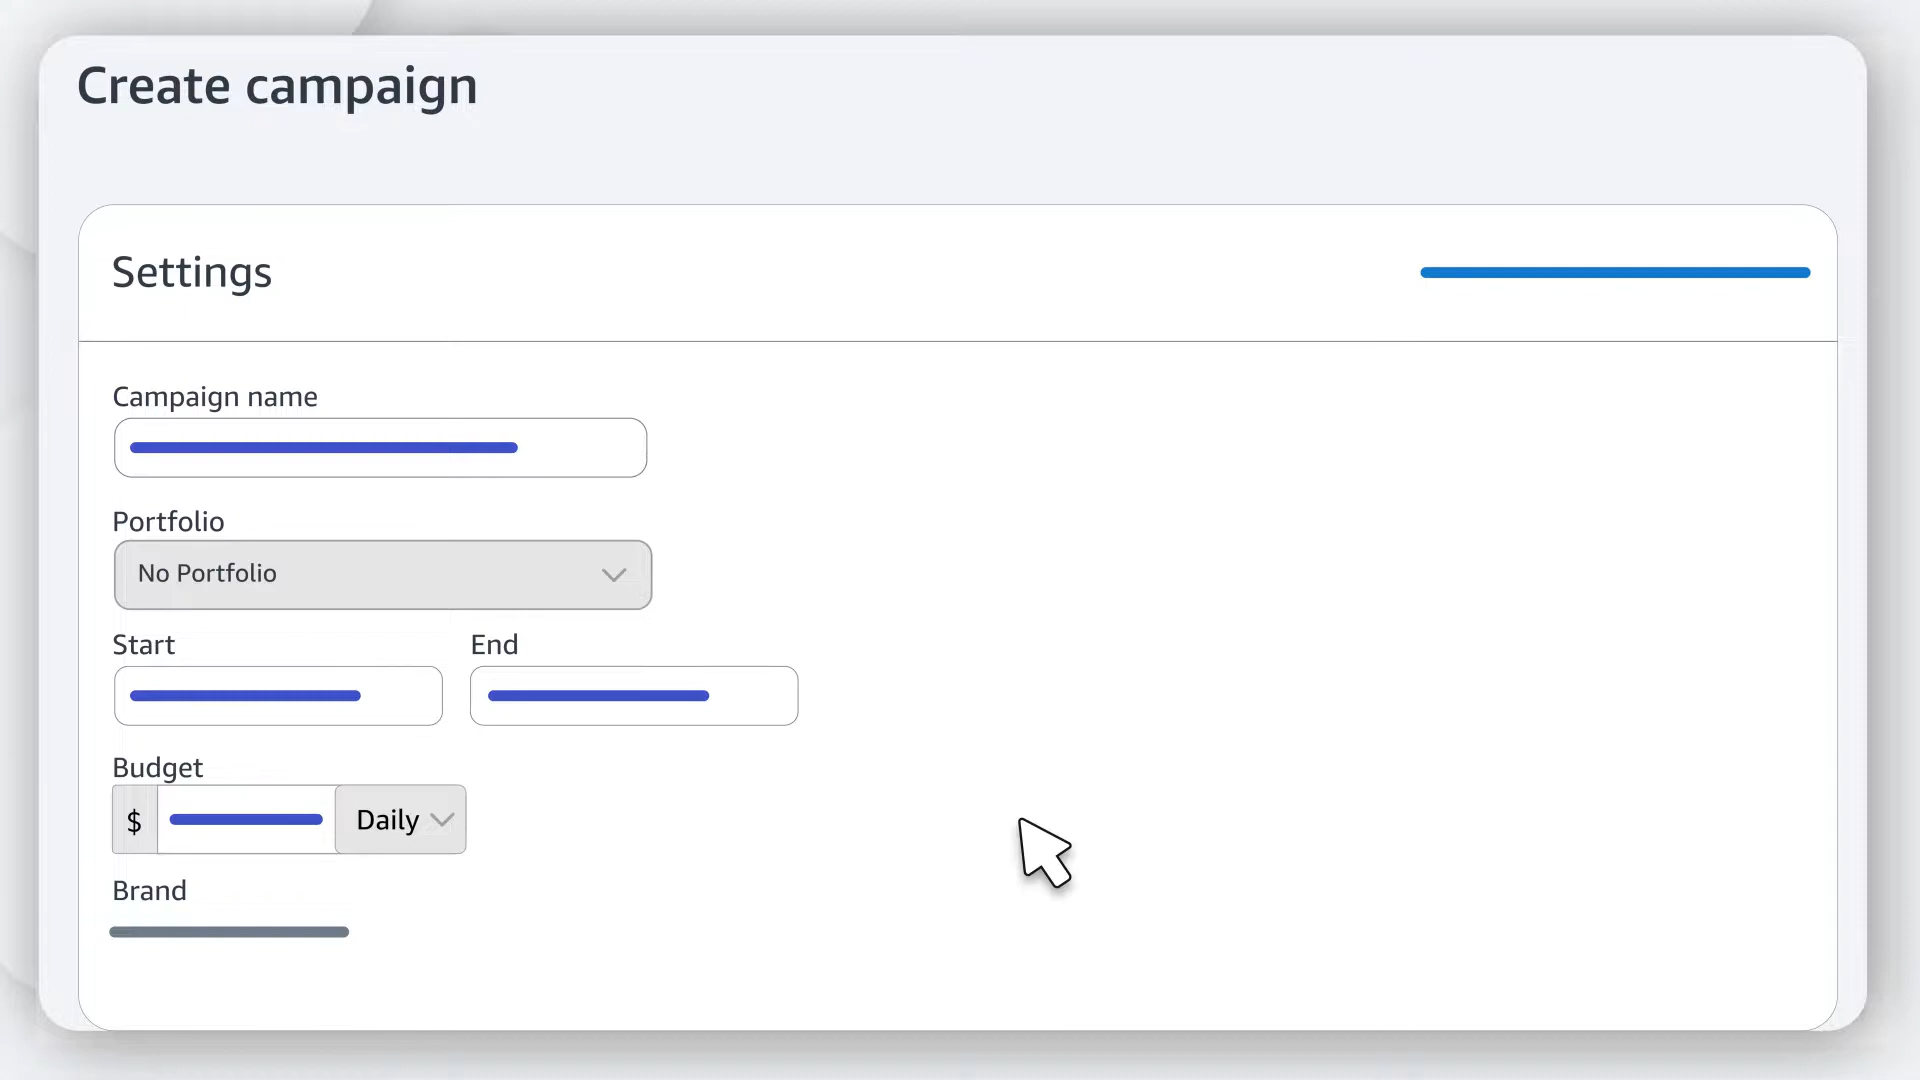 Create campaign
Settings
Campaign name
Portfolio
No Portfolio
Start End
Budget
$ Daily
Brand